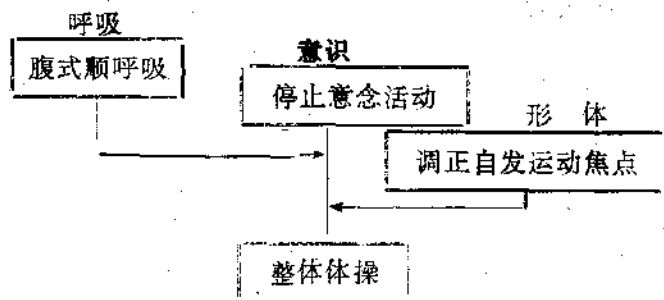 呼吸
腹式顺呼吸
意识
停止意念活动
形 体
调正自发运动焦点
整体体操